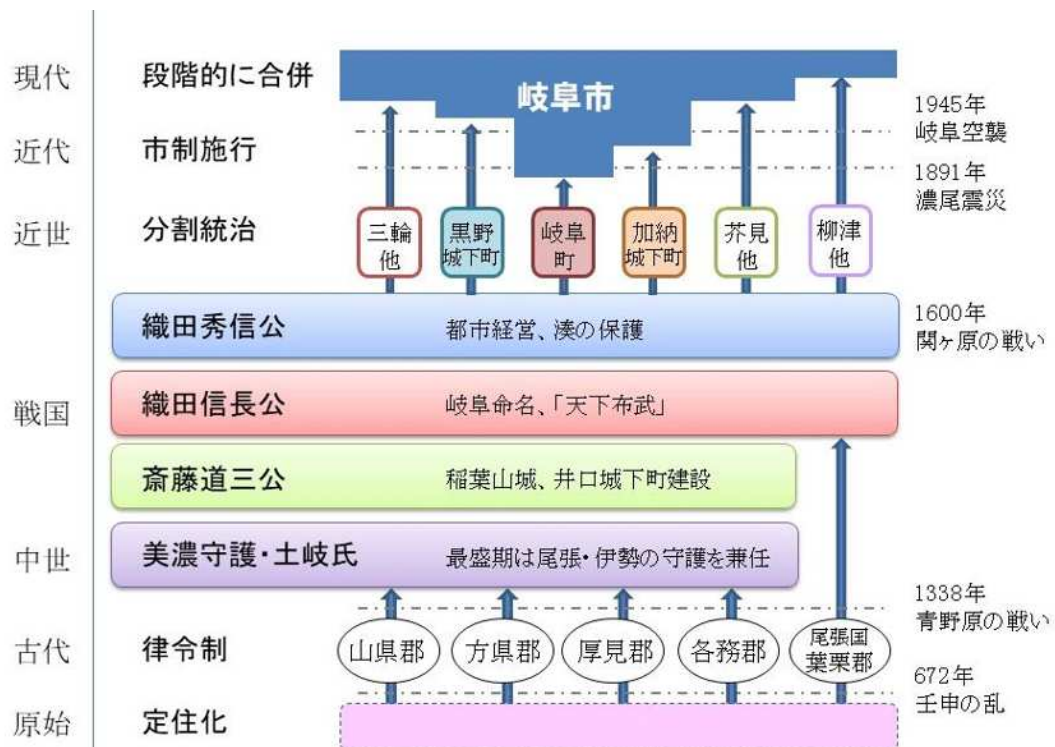 現代
段階的に合併
岐阜市
1945年
岐阜空襲
近代
市制施行
1891年
濃尾震災
近世
分割統治
三輪
他
黒野
城下町
岐阜
町
加納
城下町
芥見
他
柳津
他
織田秀信公
都市経営、湊の保護
1600年
関ヶ原の戦い
戦国
織田信長公
岐阜命名、「天下布武」
斎藤道三公
稲葉山城、井口城下町建設
中世
美濃守護・土岐氏
最盛期は尾張・伊勢の守護を兼任
1338年
青野原の戦い
古代
律令制
山県郡
方県郡
厚見郡
各務郡
尾張国
葉栗郡
672年
壬申の乱
原始
定住化